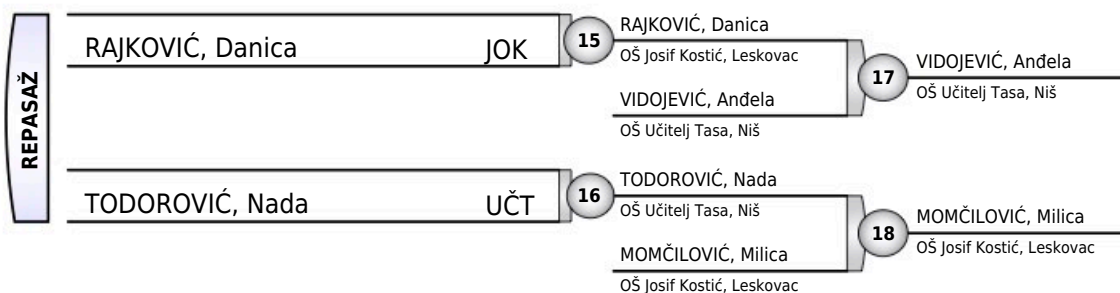 REPASAŽ
RAJKOVIĆ, Danica JOK
15
RAJKOVIĆ, Danica
OŠ Josif Kostić, Leskovac
VIDOJEVIĆ, Anđela
OŠ Učitelj Tasa, Niš
17
VIDOJEVIĆ, Anđela
OŠ Učitelj Tasa, Niš
TODOROVIĆ, Nada UČT
16
TODOROVIĆ, Nada
OŠ Učitelj Tasa, Niš
MOMČILOVIĆ, Milica
OŠ Josif Kostić, Leskovac
18
MOMČILOVIĆ, Milica
OŠ Josif Kostić, Leskovac